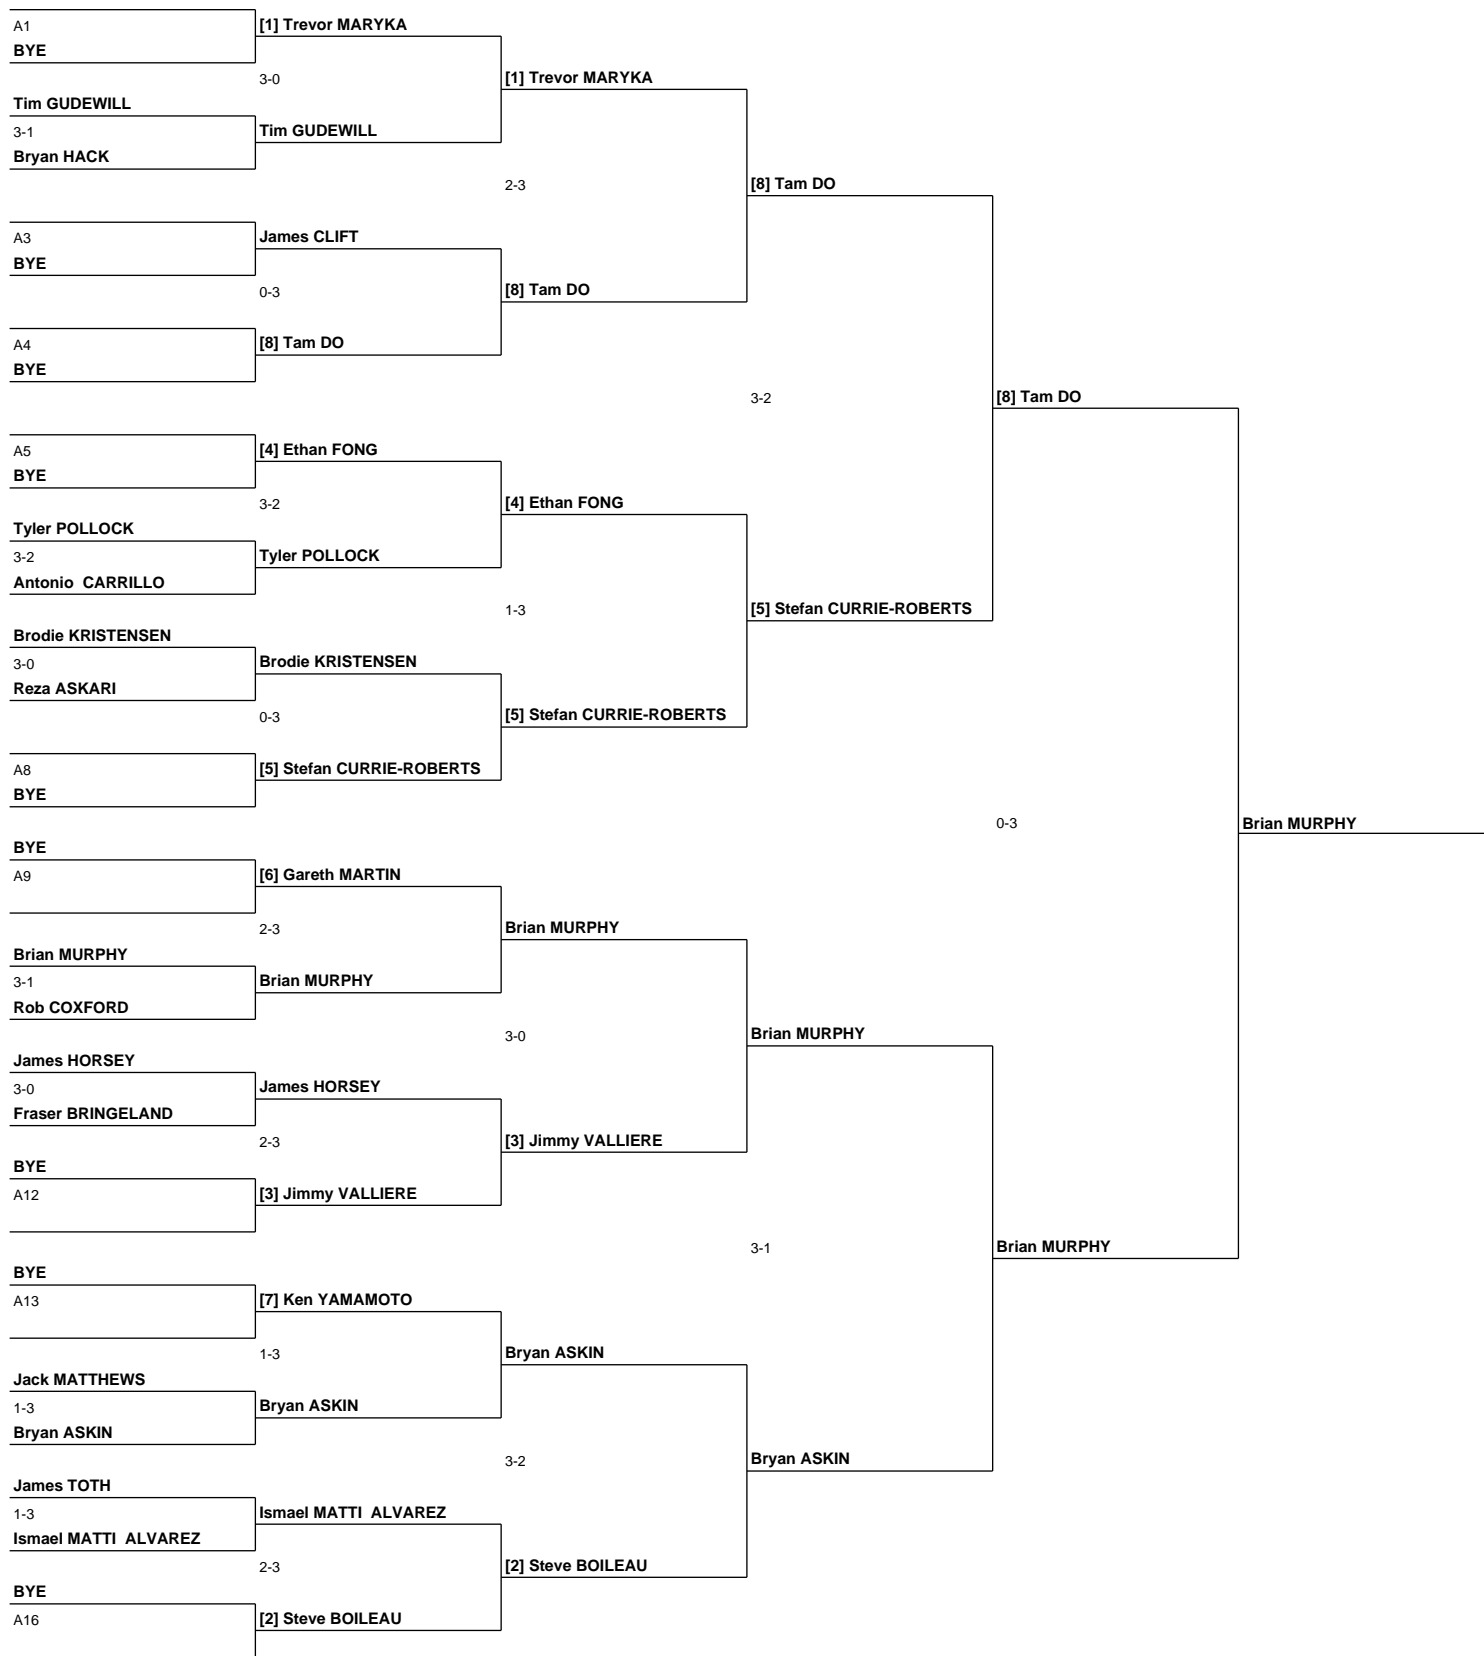 A1
[1] Trevor MARYKA
BYE
3-0
[1] Trevor MARYKA
Tim GUDEWILL
3-1
Tim GUDEWILL
Bryan HACK
2-3
[8] Tam DO
A3
James CLIFT
BYE
0-3
[8] Tam DO
A4
[8] Tam DO
BYE
3-2
[8] Tam DO
A5
[4] Ethan FONG
BYE
3-2
[4] Ethan FONG
Tyler POLLOCK
3-2
Tyler POLLOCK
Antonio CARRILLO
1-3
[5] Stefan CURRIE-ROBERTS
Brodie KRISTENSEN
3-0
Brodie KRISTENSEN
Reza ASKARI
0-3
[5] Stefan CURRIE-ROBERTS
A8
[5] Stefan CURRIE-ROBERTS
BYE
0-3
Brian MURPHY
BYE
A9
[6] Gareth MARTIN
2-3
Brian MURPHY
Brian MURPHY
3-1
Brian MURPHY
Rob COXFORD
3-0
Brian MURPHY
James HORSEY
3-0
James HORSEY
Fraser BRINGELAND
2-3
[3] Jimmy VALLIERE
BYE
A12
[3] Jimmy VALLIERE
3-1
Brian MURPHY
BYE
A13
[7] Ken YAMAMOTO
1-3
Bryan ASKIN
Jack MATTHEWS
1-3
Bryan ASKIN
Bryan ASKIN
3-2
Bryan ASKIN
James TOTH
1-3
Ismael MATTI ALVAREZ
Ismael MATTI ALVAREZ
2-3
[2] Steve BOILEAU
BYE
A16
[2] Steve BOILEAU